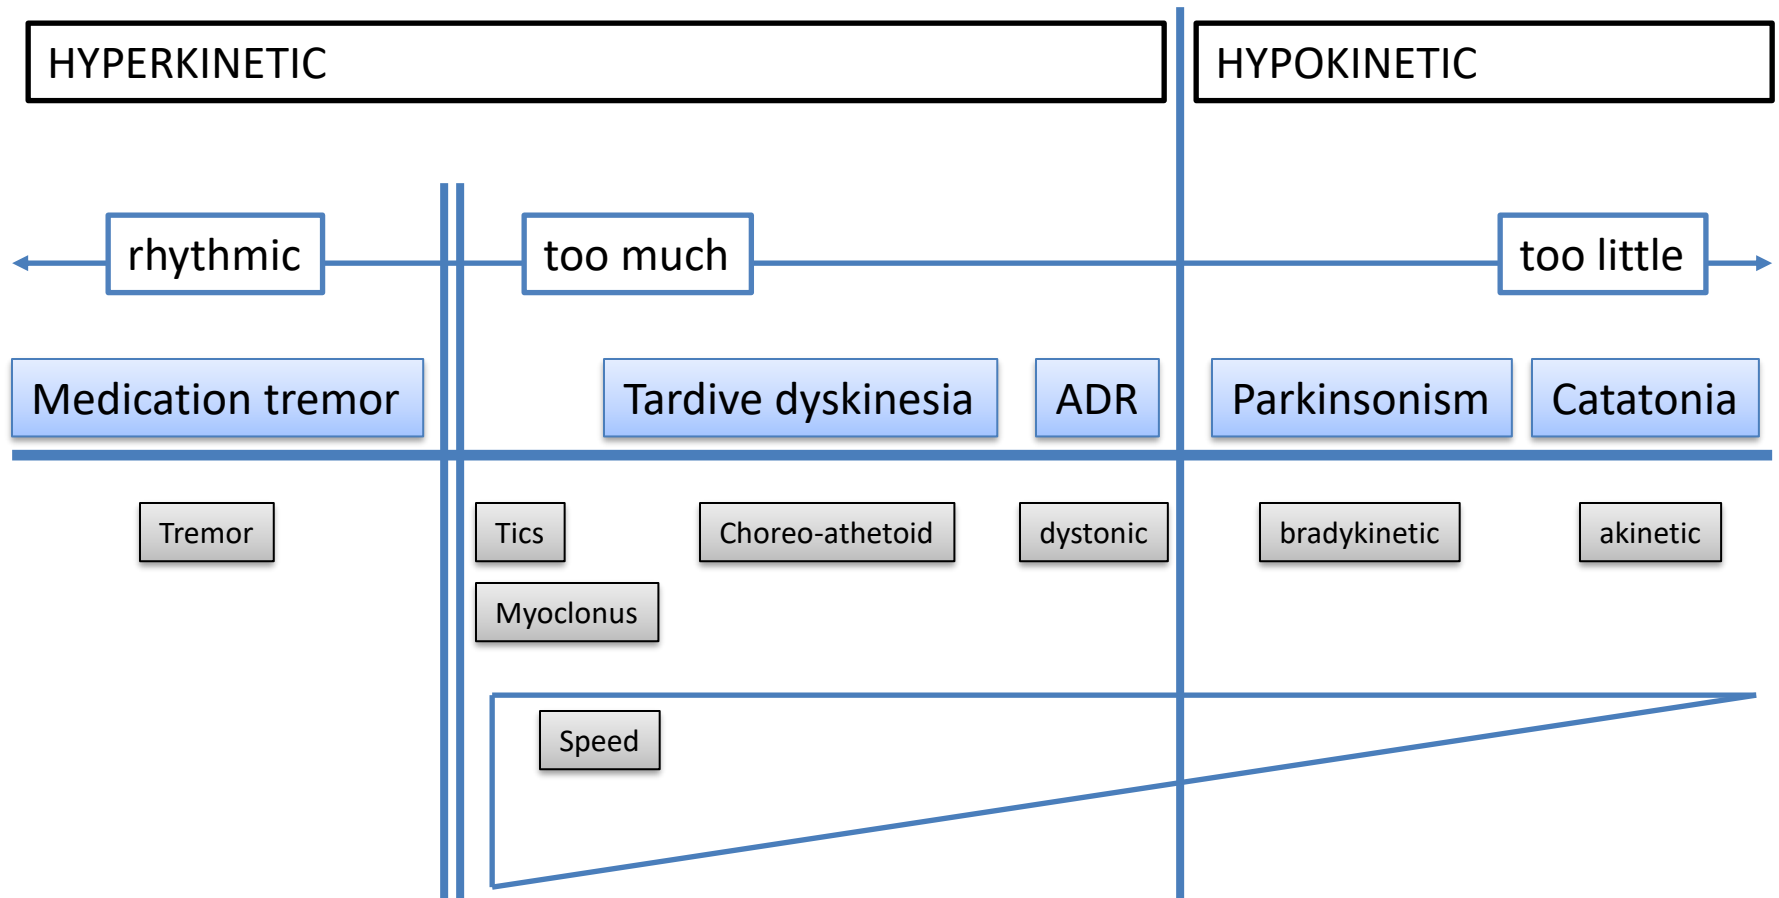 HYPERKINETIC
HYPOKINETIC
rhythmic
too much
too little
Medication tremor
Tardive dyskinesia
ADR
Parkinsonism
Catatonia
Tremor
Tics
Choreo-athetoid
dystonic
bradykinetic
akinetic
Myoclonus
Speed